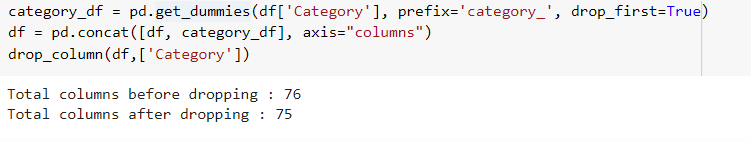 category_df = pd.get_dummies(df['Category'], prefix='category_', drop_first=True)
df = pd.concat([df, category_df], axis="columns")
drop_column(df,['Category'])
Total columns before dropping : 76
Total columns after dropping : 75